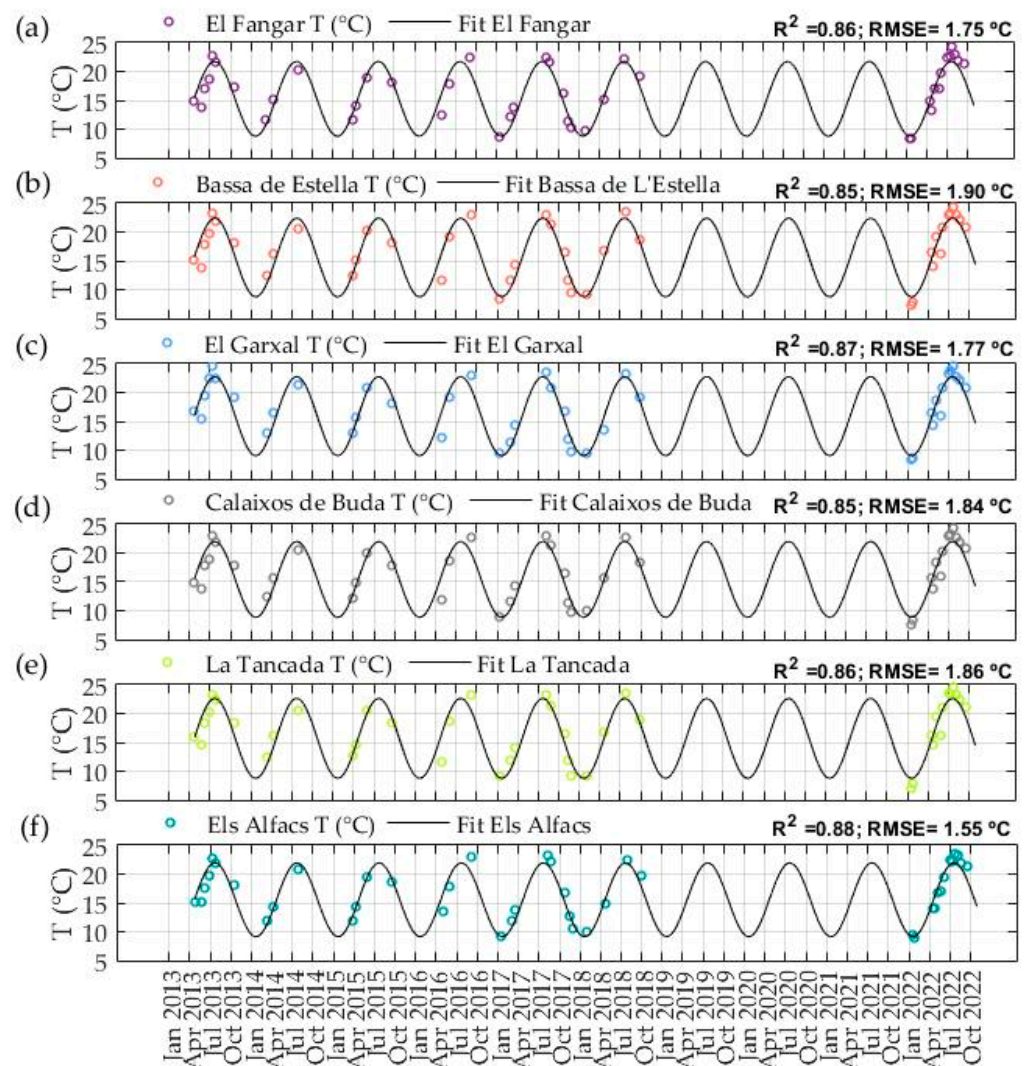 (a) El Fangar T (°C) Fit El Fangar R² =0.86; RMSE= 1.75 ºC
25
20
15
10
5
T (°C)
(b) Bassa de Estella T (°C) Fit Bassa de L'Estella R² =0.85; RMSE= 1.90 ºC
25
20
15
10
5
T (°C)
(c) El Garxal T (°C) Fit El Garxal R² =0.87; RMSE= 1.77 ºC
25
20
15
10
5
T (°C)
(d) Calaixos de Buda T (°C) Fit Calaixos de Buda R² =0.85; RMSE= 1.84 ºC
25
20
15
10
5
T (°C)
(e) La Tancada T (°C) Fit La Tancada R² =0.86; RMSE= 1.86 ºC
25
20
15
10
5
T (°C)
(f) Els Alfacs T (°C) Fit Els Alfacs R² =0.88; RMSE= 1.55 ºC
25
20
15
10
5
T (°C)
Jan 2013
Apr 2013
Jul 2013
Oct 2013
Jan 2014
Apr 2014
Jul 2014
Oct 2014
Jan 2015
Apr 2015
Jul 2015
Oct 2015
Jan 2016
Apr 2016
Jul 2016
Oct 2016
Jan 2017
Apr 2017
Jul 2017
Oct 2017
Jan 2018
Apr 2018
Jul 2018
Oct 2018
Jan 2019
Apr 2019
Jul 2019
Oct 2019
Jan 2020
Apr 2020
Jul 2020
Oct 2020
Jan 2021
Apr 2021
Jul 2021
Oct 2021
Jan 2022
Apr 2022
Jul 2022
Oct 2022